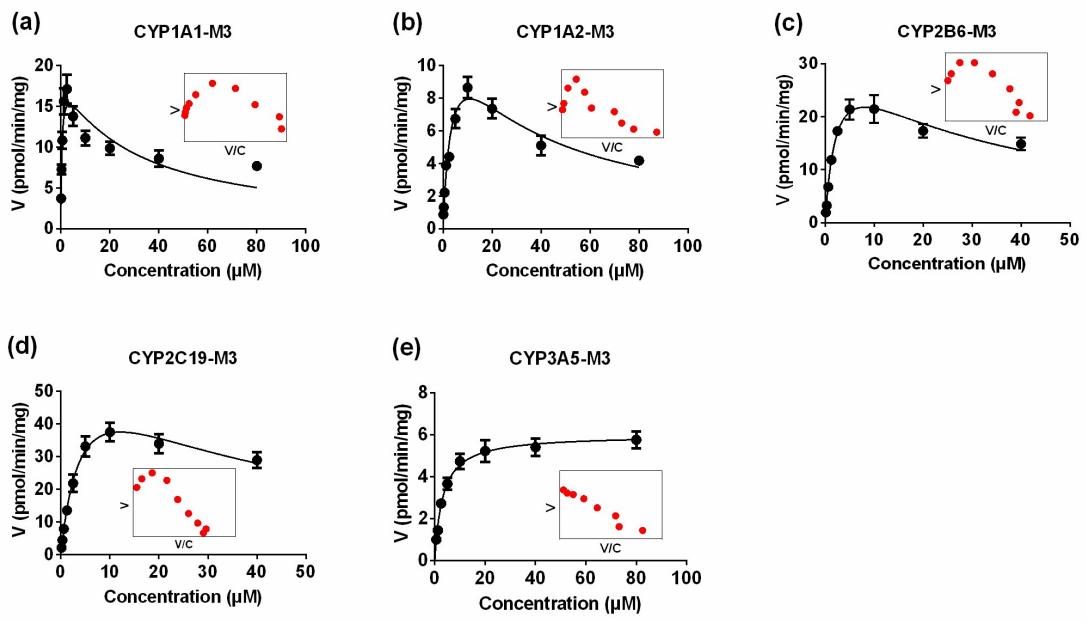 (a)
CYP1A1-M3
V (pmol/min/mg)
20
15
10
5
0
0 20 40 60 80 100
Concentration (µM)
V
V/C
(b)
CYP1A2-M3
V (pmol/min/mg)
10
8
6
4
2
0
0 20 40 60 80 100
Concentration (µM)
V
V/C
(c)
CYP2B6-M3
V (pmol/min/mg)
30
20
10
0
0 10 20 30 40 50
Concentration (µM)
V
V/C
(d)
CYP2C19-M3
V (pmol/min/mg)
50
40
30
20
10
0
0 10 20 30 40 50
Concentration (µM)
V
V/C
(e)
CYP3A5-M3
V (pmol/min/mg)
8
6
4
2
0
0 20 40 60 80 100
Concentration (µM)
V
V/C